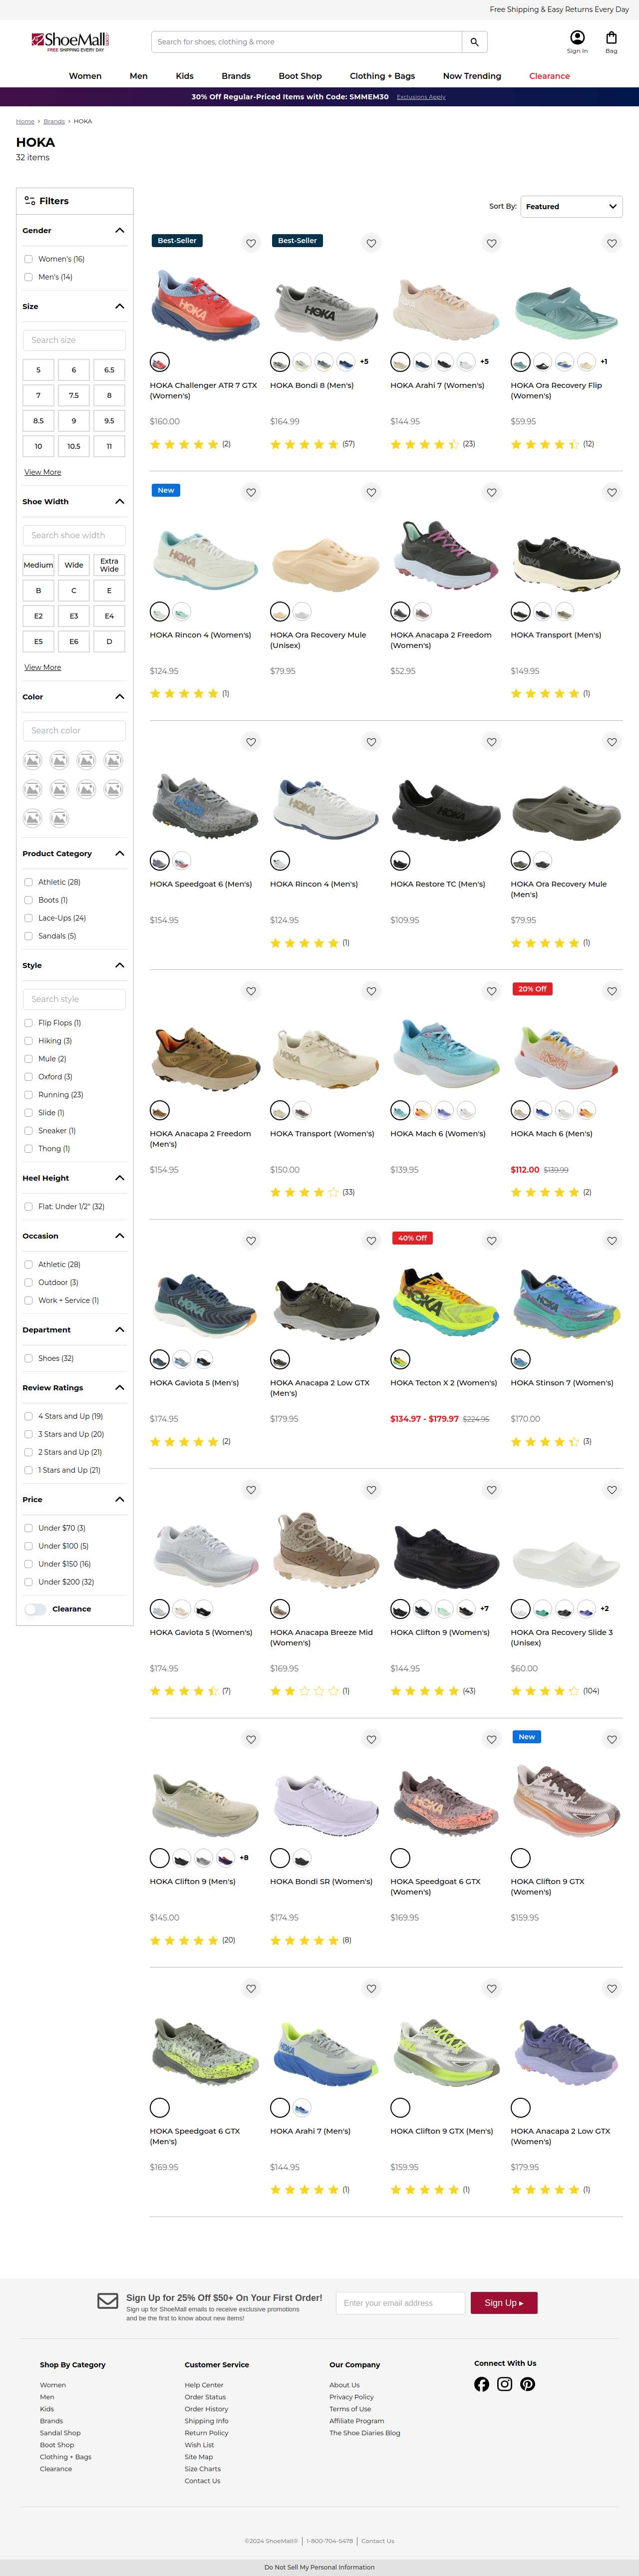 Free Shipping & Easy Returns Every Day
ShoeMall
FREE SHIPPING EVERY DAY
Search for shoes, clothing & more
Sign In
Bag
Women Men Kids Brands Boot Shop Clothing + Bags Now Trending Clearance
30% Off Regular-Priced Items with Code: SMMEM30 Exclusions Apply
Home > Brands > HOKA
HOKA
32 items
Filters
Gender
Women's (16)
Men's (14)
Size
Search size
5 6 6.5
7 7.5 8
8.5 9 9.5
10 10.5 11
View More
Shoe Width
Search shoe width
Medium Wide Extra Wide
B C E
E2 E3 E4
E5 E6 D
View More
Color
Search color
Product Category
Athletic (28)
Boots (1)
Lace-Ups (24)
Sandals (5)
Style
Search style
Flip Flops (1)
Hiking (3)
Mule (2)
Oxford (3)
Running (23)
Slide (1)
Sneaker (1)
Thong (1)
Heel Height
Flat: Under 1/2" (32)
Occasion
Athletic (28)
Outdoor (3)
Work + Service (1)
Department
Shoes (32)
Review Ratings
4 Stars and Up (19)
3 Stars and Up (20)
2 Stars and Up (21)
1 Stars and Up (21)
Price
Under $70 (3)
Under $100 (5)
Under $150 (16)
Under $200 (32)
Clearance
Sort By: Featured
Best-Seller
HOKA Challenger ATR 7 GTX (Women's)
$160.00
(2)
Best-Seller
+5
HOKA Bondi 8 (Men's)
$164.99
(57)
+5
HOKA Arahi 7 (Women's)
$144.95
(23)
+1
HOKA Ora Recovery Flip (Women's)
$59.95
(12)
New
HOKA Rincon 4 (Women's)
$124.95
(1)
HOKA Ora Recovery Mule (Unisex)
$79.95
HOKA Anacapa 2 Freedom (Women's)
$52.95
HOKA Transport (Men's)
$149.95
(1)
HOKA Speedgoat 6 (Men's)
$154.95
HOKA Rincon 4 (Men's)
$124.95
(1)
HOKA Restore TC (Men's)
$109.95
HOKA Ora Recovery Mule (Men's)
$79.95
(1)
HOKA Anacapa 2 Freedom (Men's)
$154.95
HOKA Transport (Women's)
$150.00
(33)
HOKA Mach 6 (Women's)
$139.95
20% Off
HOKA Mach 6 (Men's)
$112.00 $139.99
(2)
HOKA Gaviota 5 (Men's)
$174.95
(2)
HOKA Anacapa 2 Low GTX (Men's)
$179.95
40% Off
HOKA Tecton X 2 (Women's)
$134.97 - $179.97 $224.95
HOKA Stinson 7 (Women's)
$170.00
(3)
HOKA Gaviota 5 (Women's)
$174.95
(7)
HOKA Anacapa Breeze Mid (Women's)
$169.95
(1)
+7
HOKA Clifton 9 (Women's)
$144.95
(43)
+2
HOKA Ora Recovery Slide 3 (Unisex)
$60.00
(104)
+8
HOKA Clifton 9 (Men's)
$145.00
(20)
HOKA Bondi SR (Women's)
$174.95
(8)
HOKA Speedgoat 6 GTX (Women's)
$169.95
New
HOKA Clifton 9 GTX (Women's)
$159.95
HOKA Speedgoat 6 GTX (Men's)
$169.95
HOKA Arahi 7 (Men's)
$144.95
(1)
HOKA Clifton 9 GTX (Men's)
$159.95
(1)
HOKA Anacapa 2 Low GTX (Women's)
$179.95
(1)
Sign Up for 25% Off $50+ On Your First Order!
Sign up for ShoeMall emails to receive exclusive promotions
and be the first to know about new items!
Enter your email address
Sign Up ▸
Shop By Category
Women
Men
Kids
Brands
Sandal Shop
Boot Shop
Clothing + Bags
Clearance
Customer Service
Help Center
Order Status
Order History
Shipping Info
Return Policy
Wish List
Site Map
Size Charts
Contact Us
Our Company
About Us
Privacy Policy
Terms of Use
Affiliate Program
The Shoe Diaries Blog
Connect With Us
©2024 ShoeMall® | 1-800-704-5478 | Contact Us
Do Not Sell My Personal Information